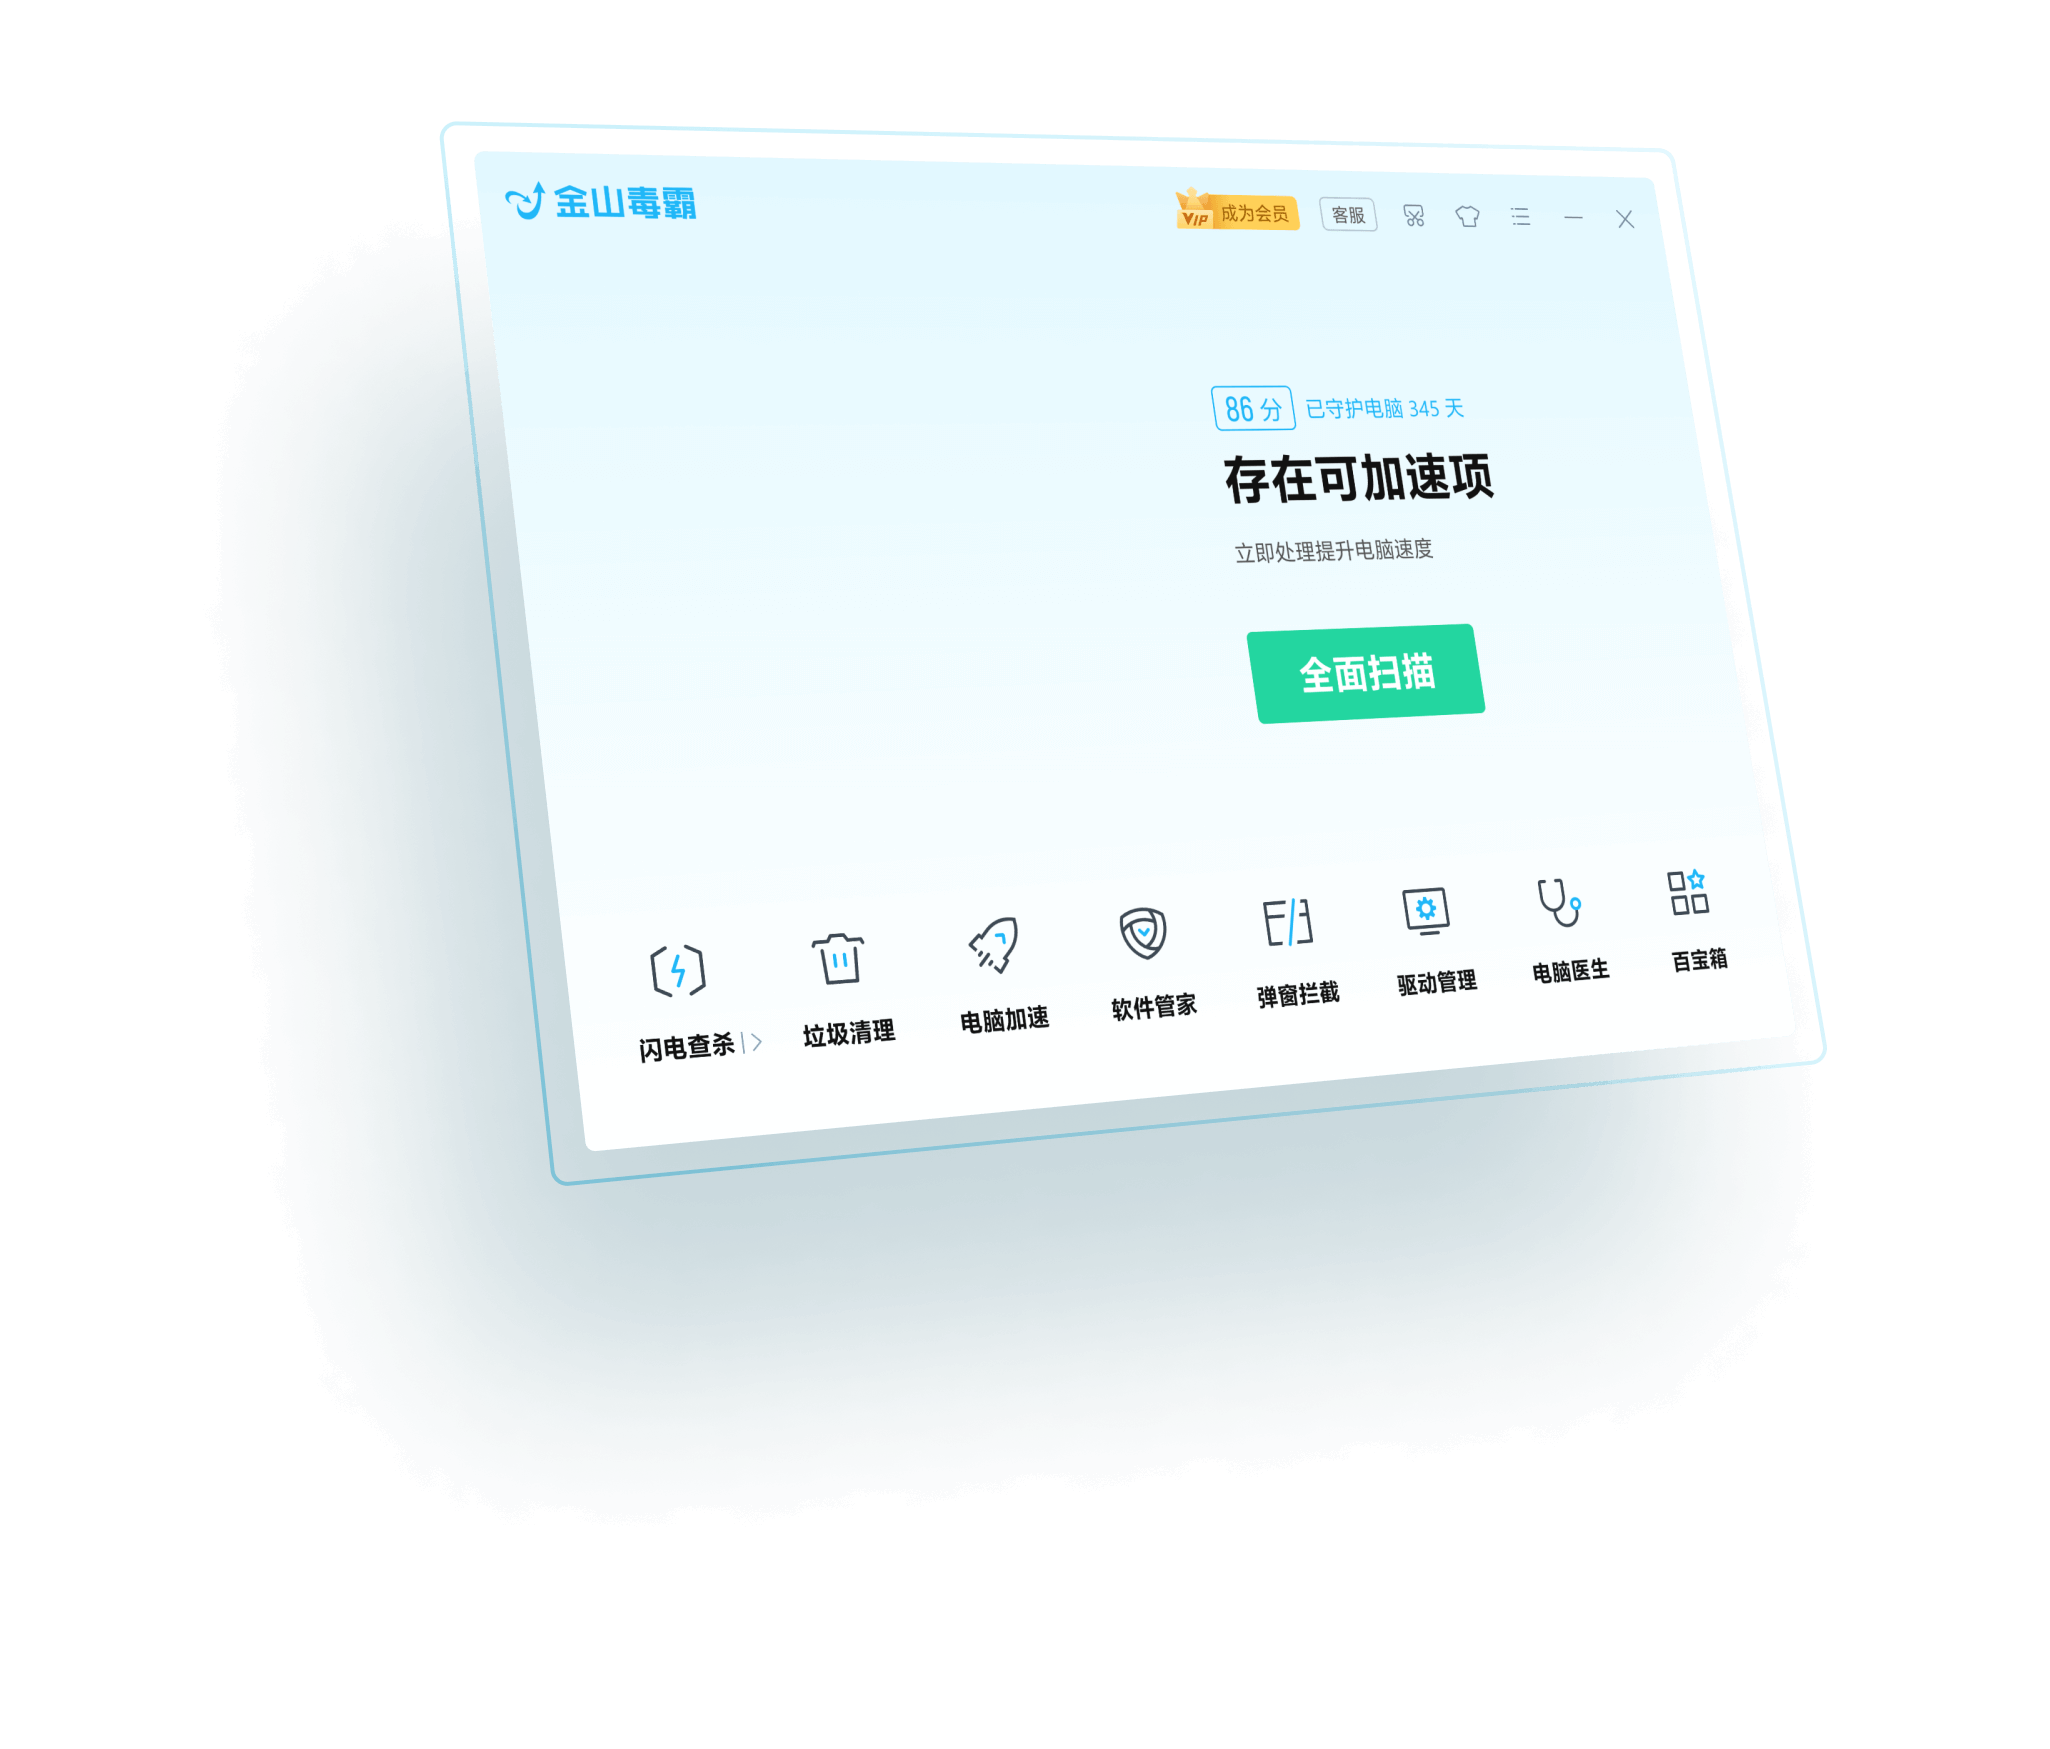 金山毒霸
VIP 成为会员 客服
86 分 已守护电脑 345 天
存在可加速项
立即处理提升电脑速度
全面扫描
闪电查杀 垃圾清理 电脑加速 软件管家 弹窗拦截 驱动管理 电脑医生 百宝箱